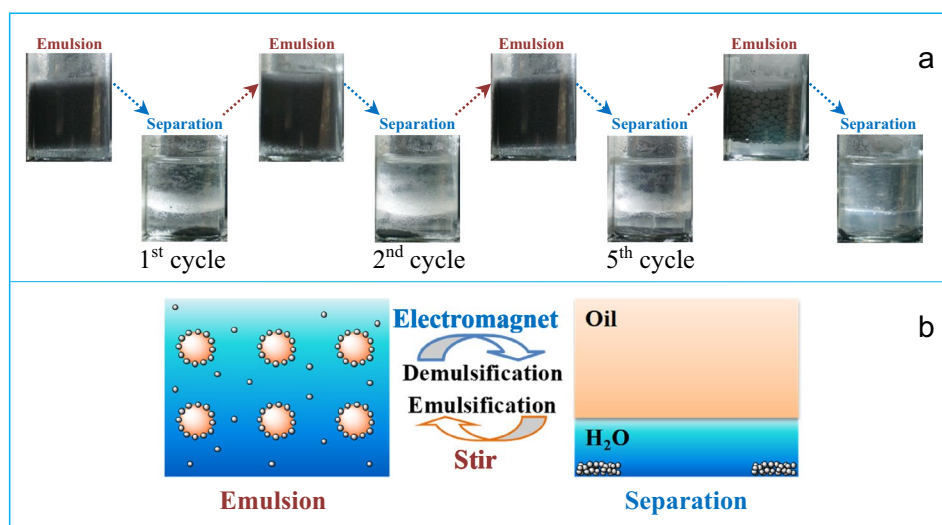 Emulsion Emulsion Emulsion Emulsion
a
Separation Separation Separation Separation
1st cycle 2nd cycle 5th cycle
b
Electromagnet
Demulsification
Emulsification
Stir
Oil
H₂O
Emulsion Separation